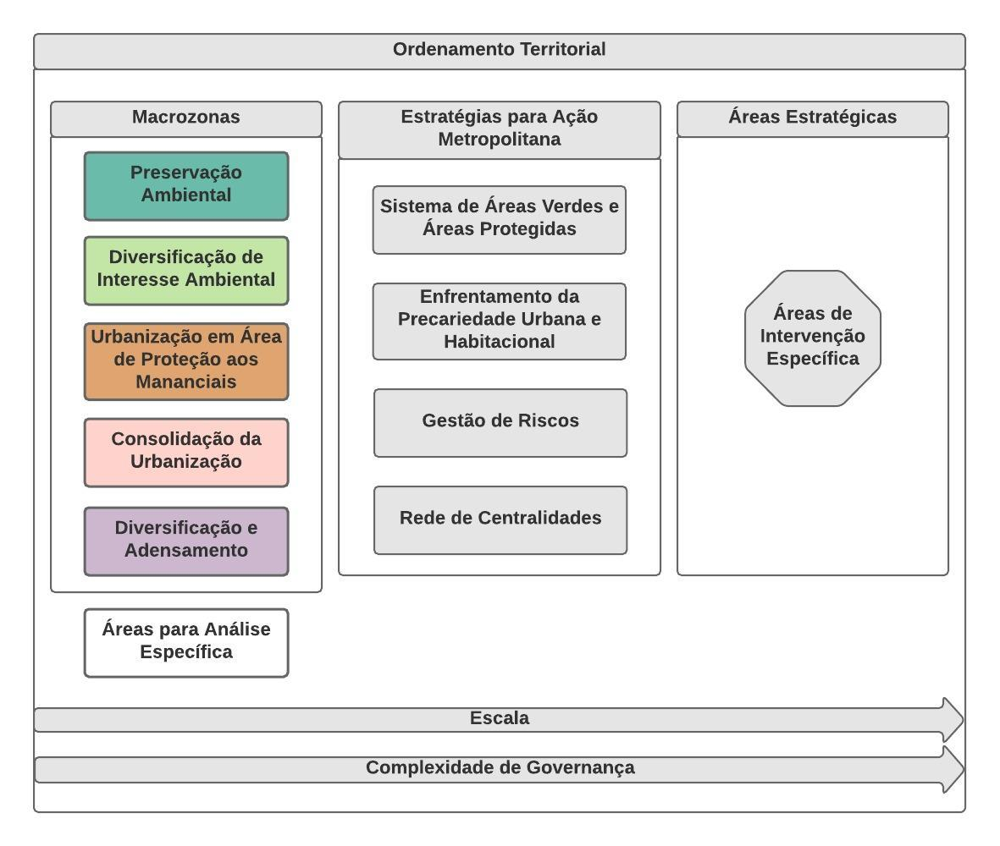 Ordenamento Territorial
Macrozonas
Preservação
Ambiental
Diversificação de
Interesse Ambiental
Urbanização em Área
de Proteção aos
Mananciais
Consolidação da
Urbanização
Diversificação e
Adensamento
Áreas para Análise
Específica
Estratégias para Ação
Metropolitana
Sistema de Áreas Verdes e
Áreas Protegidas
Enfrentamento da
Precariedade Urbana e
Habitacional
Gestão de Riscos
Rede de Centralidades
Áreas Estratégicas
Áreas de
Intervenção
Específica
Escala
Complexidade de Governança